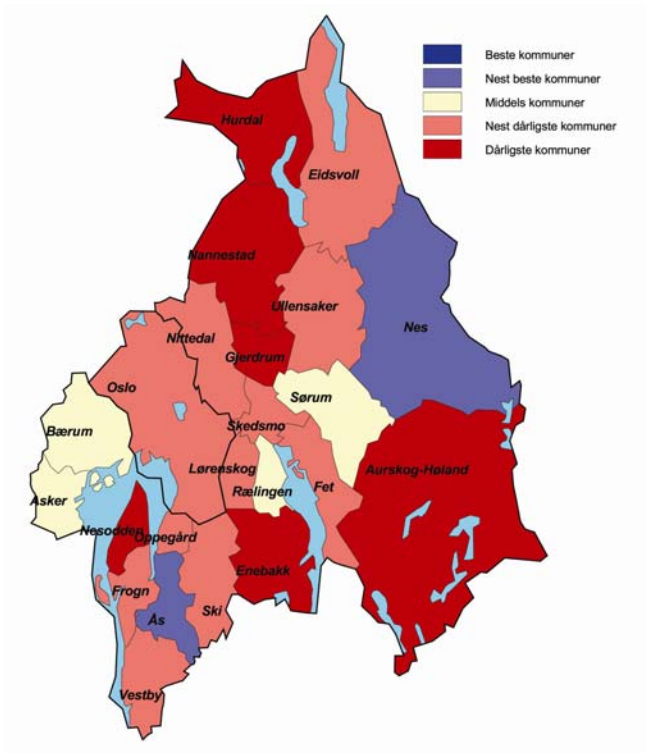 Beste kommuner
Nest beste kommuner
Middels kommuner
Nest dårligste kommuner
Dårligste kommuner
Hurdal
Eidsvoll
Nannestad
Ullensaker
Nes
Nittedal
Gjerdrum
Oslo
Sørum
Bærum
Skedsmo
Lørenskog
Aurskog-Høland
Rælingen
Fet
Asker
Nesodden
Oppegård
Enebakk
Frogn
Ski
Ås
Vestby